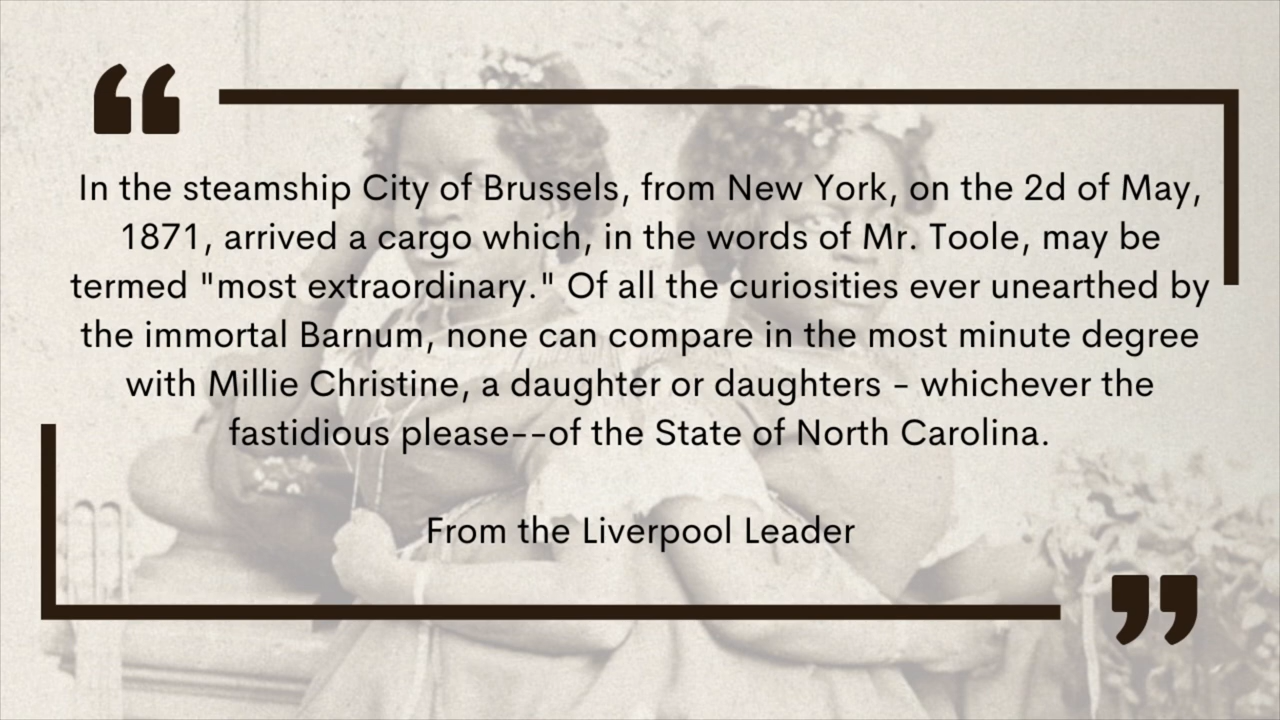 In the steamship City of Brussels, from New York, on the 2d of May,
1871, arrived a cargo which, in the words of Mr. Toole, may be
termed "most extraordinary." Of all the curiosities ever unearthed by
the immortal Barnum, none can compare in the most minute degree
with Millie Christine, a daughter or daughters - whichever the
fastidious please--of the State of North Carolina.
From the Liverpool Leader